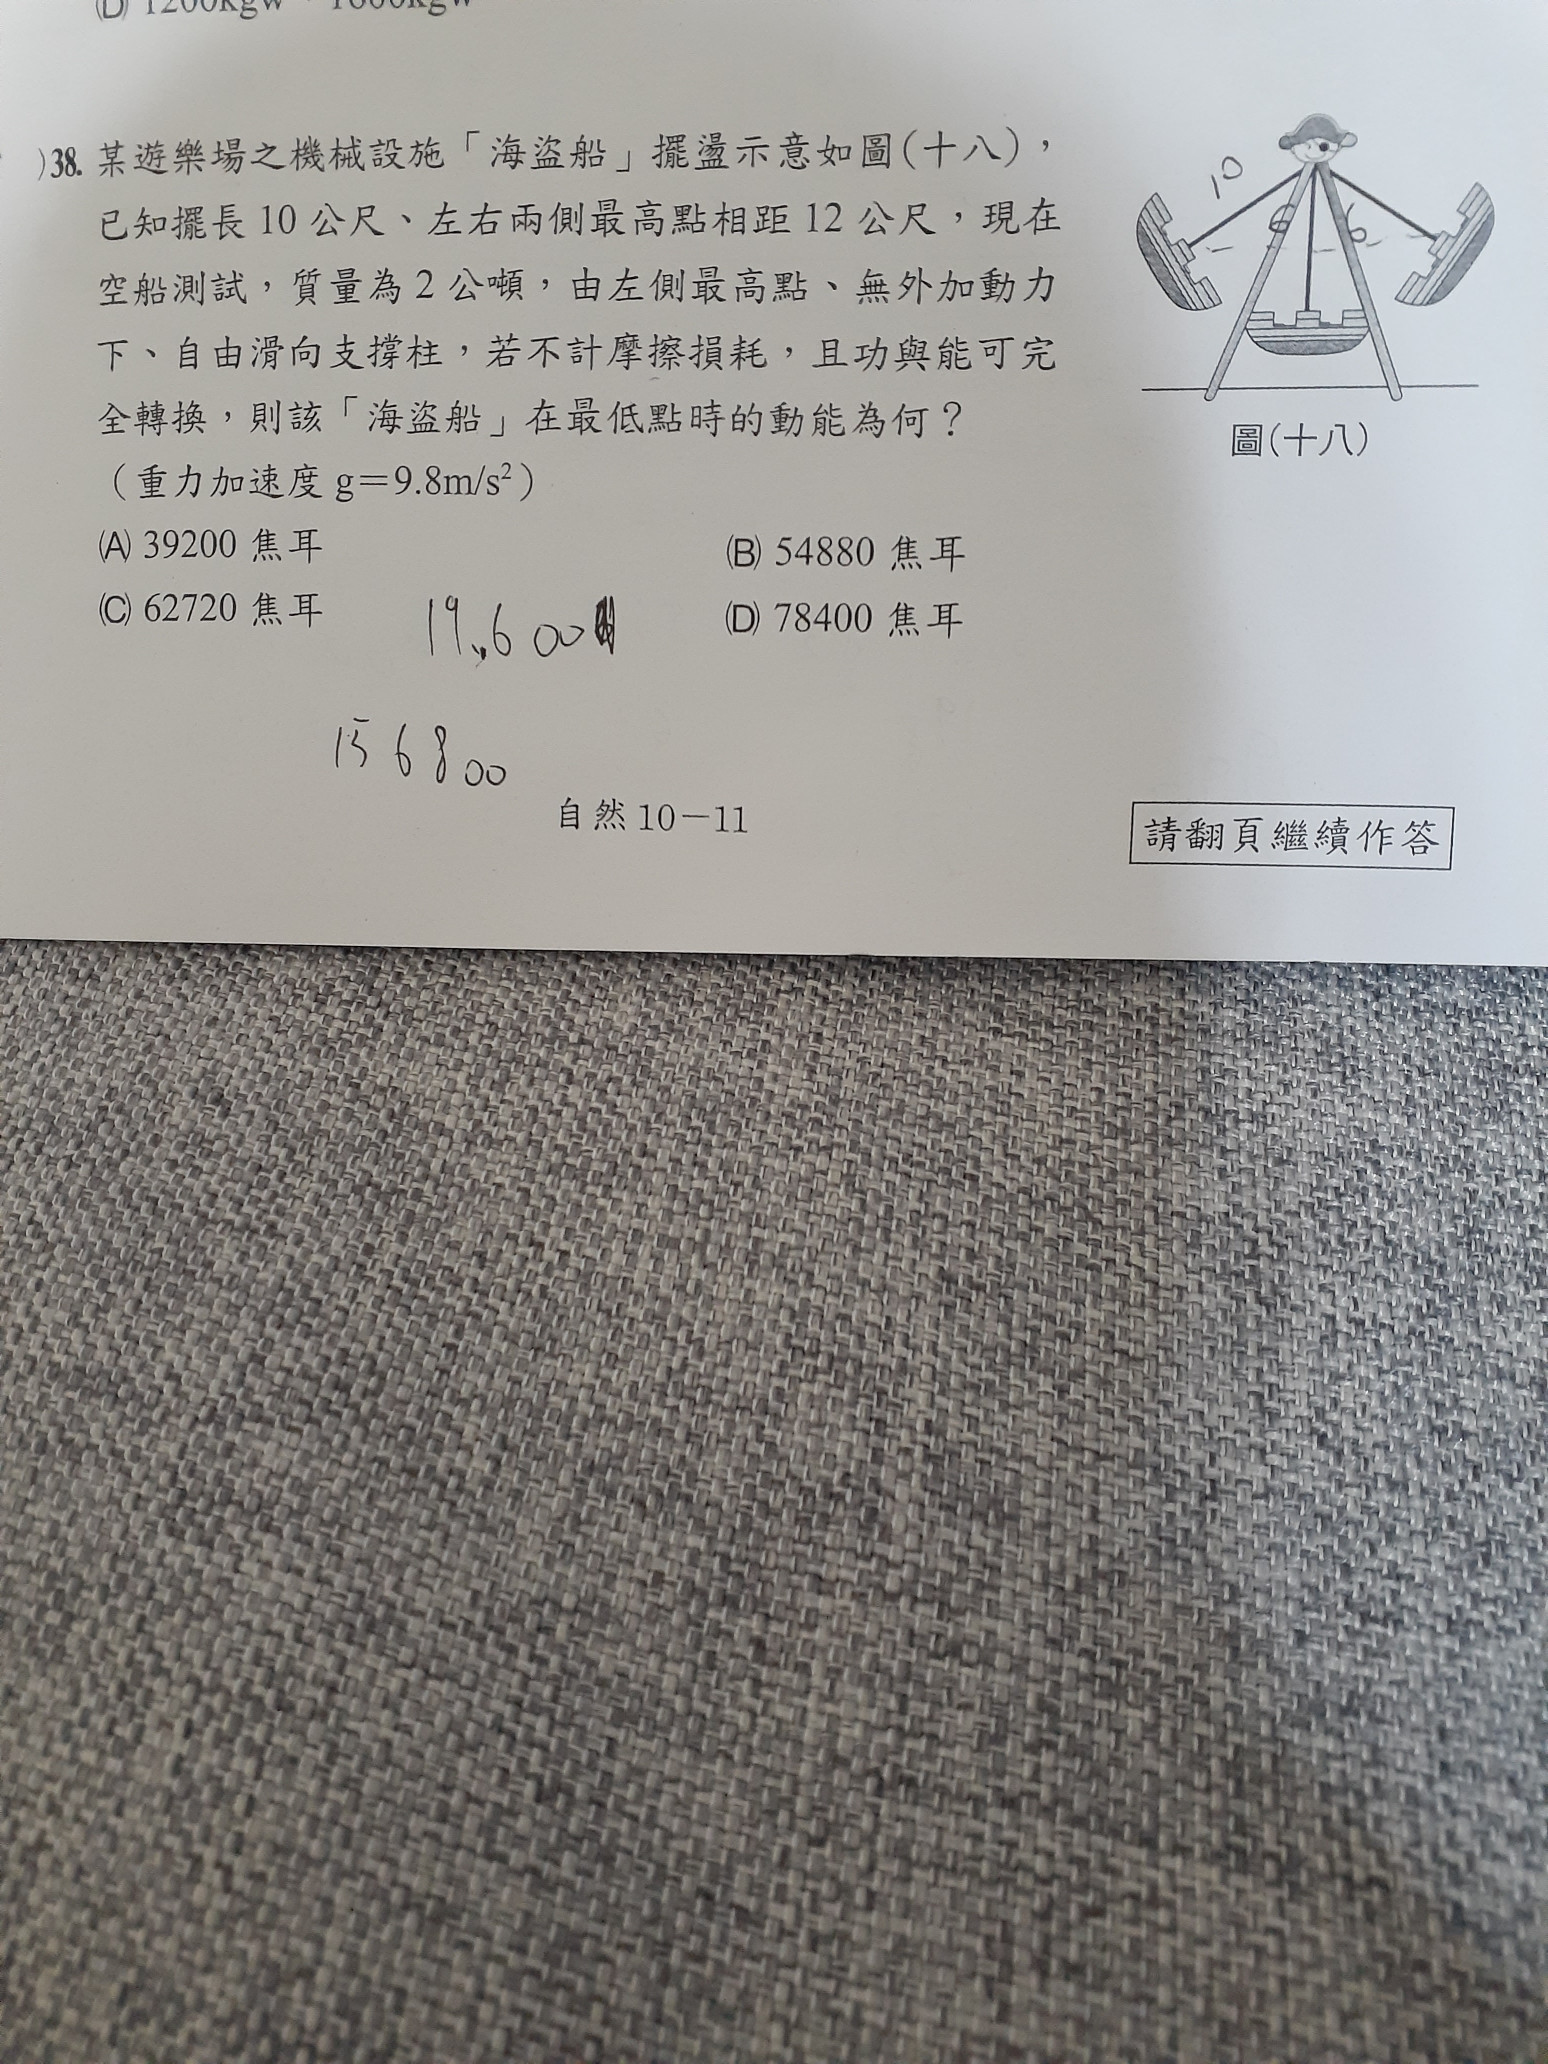 (D) 1200kgw、1600kgw
)38. 某遊樂場之機械設施「海盜船」擺盪示意如圖(十八)，
已知擺長 10 公尺、左右兩側最高點相距 12 公尺，現在
空船測試，質量為 2 公噸，由左側最高點、無外加動力
下、自由滑向支撐柱，若不計摩擦損耗，且功與能可完
全轉換，則該「海盜船」在最低點時的動能為何？
（重力加速度 g＝9.8m/s²）
(A) 39200 焦耳
(B) 54880 焦耳
(C) 62720 焦耳
(D) 78400 焦耳
10
6 6
圖(十八)
19600
156800
自然 10－11
請翻頁繼續作答